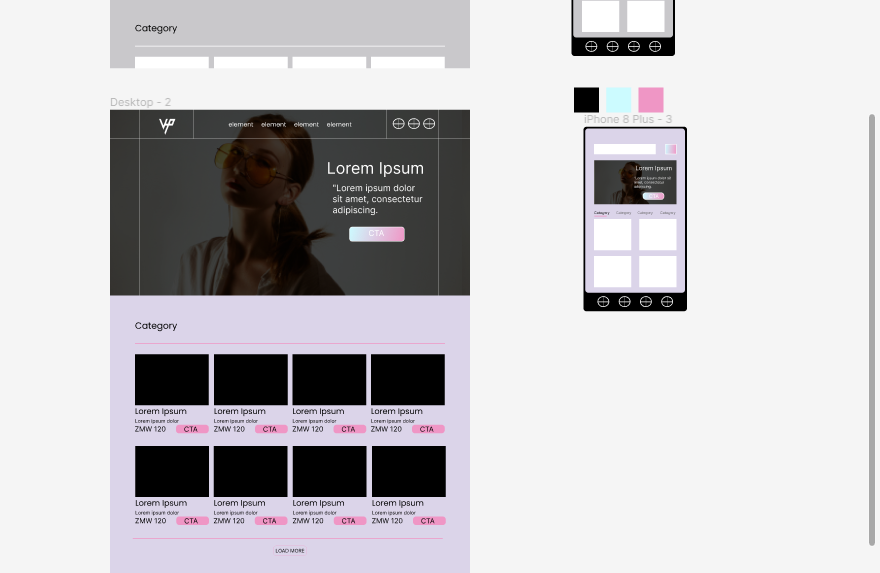 Category
Desktop - 2
element element element element
Lorem Ipsum
"Lorem ipsum dolor
sit amet, consectetur
adipiscing.
CTA
Category
Lorem Ipsum Lorem Ipsum Lorem Ipsum Lorem Ipsum
Lorem ipsum dolor Lorem ipsum dolor Lorem ipsum dolor Lorem ipsum dolor
ZMW 120 CTA ZMW 120 CTA ZMW 120 CTA ZMW 120 CTA
Lorem Ipsum Lorem Ipsum Lorem Ipsum Lorem Ipsum
Lorem ipsum dolor Lorem ipsum dolor Lorem ipsum dolor Lorem ipsum dolor
ZMW 120 CTA ZMW 120 CTA ZMW 120 CTA ZMW 120 CTA
LOAD MORE
iPhone 8 Plus - 3
Lorem Ipsum
"Lorem ipsum dolor sit
amet, consectetur
adipiscing.
Category Category Category Category